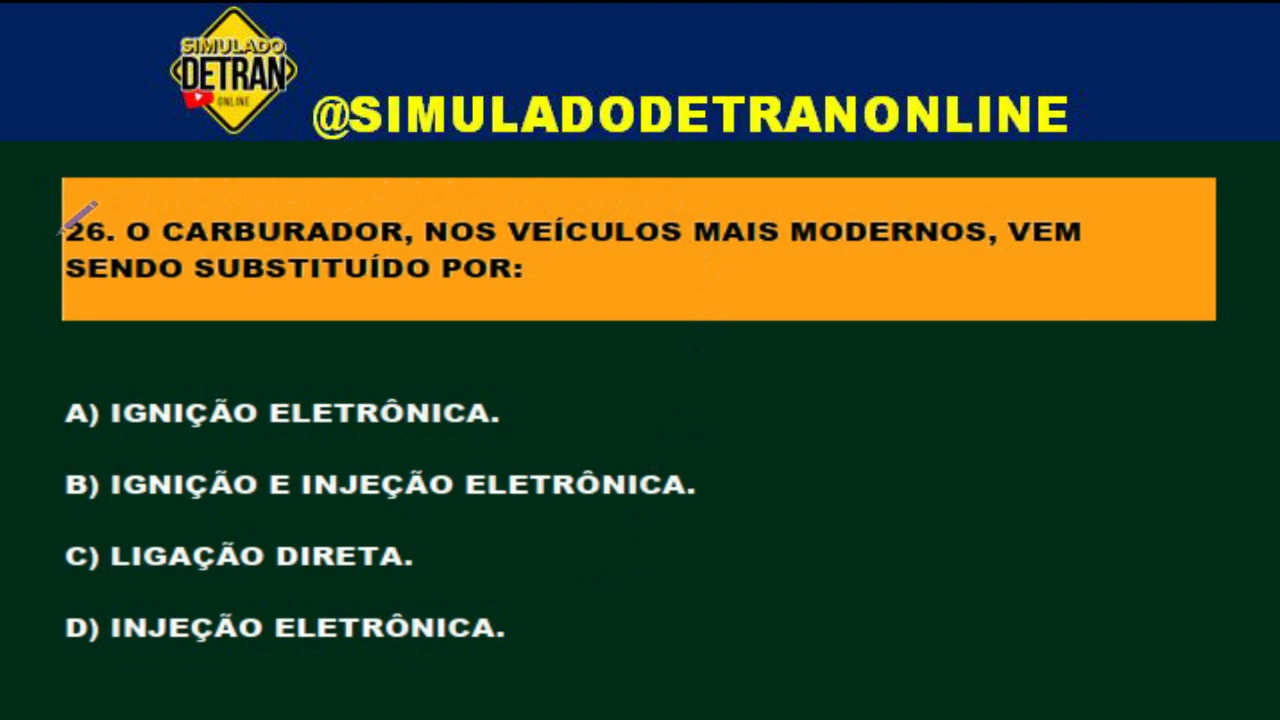 SIMULADO
DETRAN
ONLINE
@SIMULADODETRANONLINE
26. O CARBURADOR, NOS VEÍCULOS MAIS MODERNOS, VEM
SENDO SUBSTITUÍDO POR:
A) IGNIÇÃO ELETRÔNICA.
B) IGNIÇÃO E INJEÇÃO ELETRÔNICA.
C) LIGAÇÃO DIRETA.
D) INJEÇÃO ELETRÔNICA.